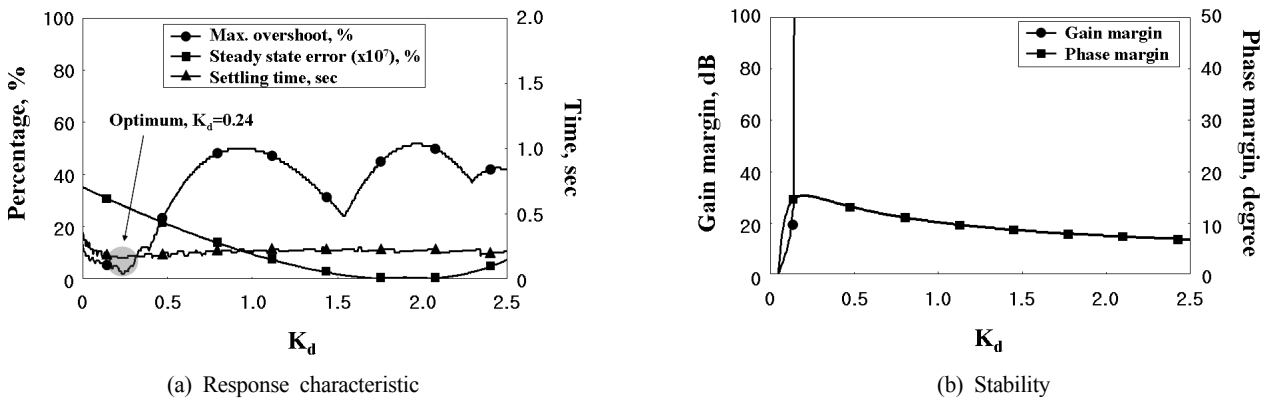 Percentage, %
100
80
60
40
20
0
Max. overshoot, %
Steady state error (x10⁷), %
Settling time, sec
Optimum, K_d=0.24
2.0
1.5
1.0
0.5
0
Time, sec
0 0.5 1.0 1.5 2.0 2.5
K_d
(a) Response characteristic
Gain margin, dB
100
80
60
40
20
0
Gain margin
Phase margin
50
40
30
20
10
0
Phase margin, degree
0 0.5 1.0 1.5 2.0 2.5
K_d
(b) Stability